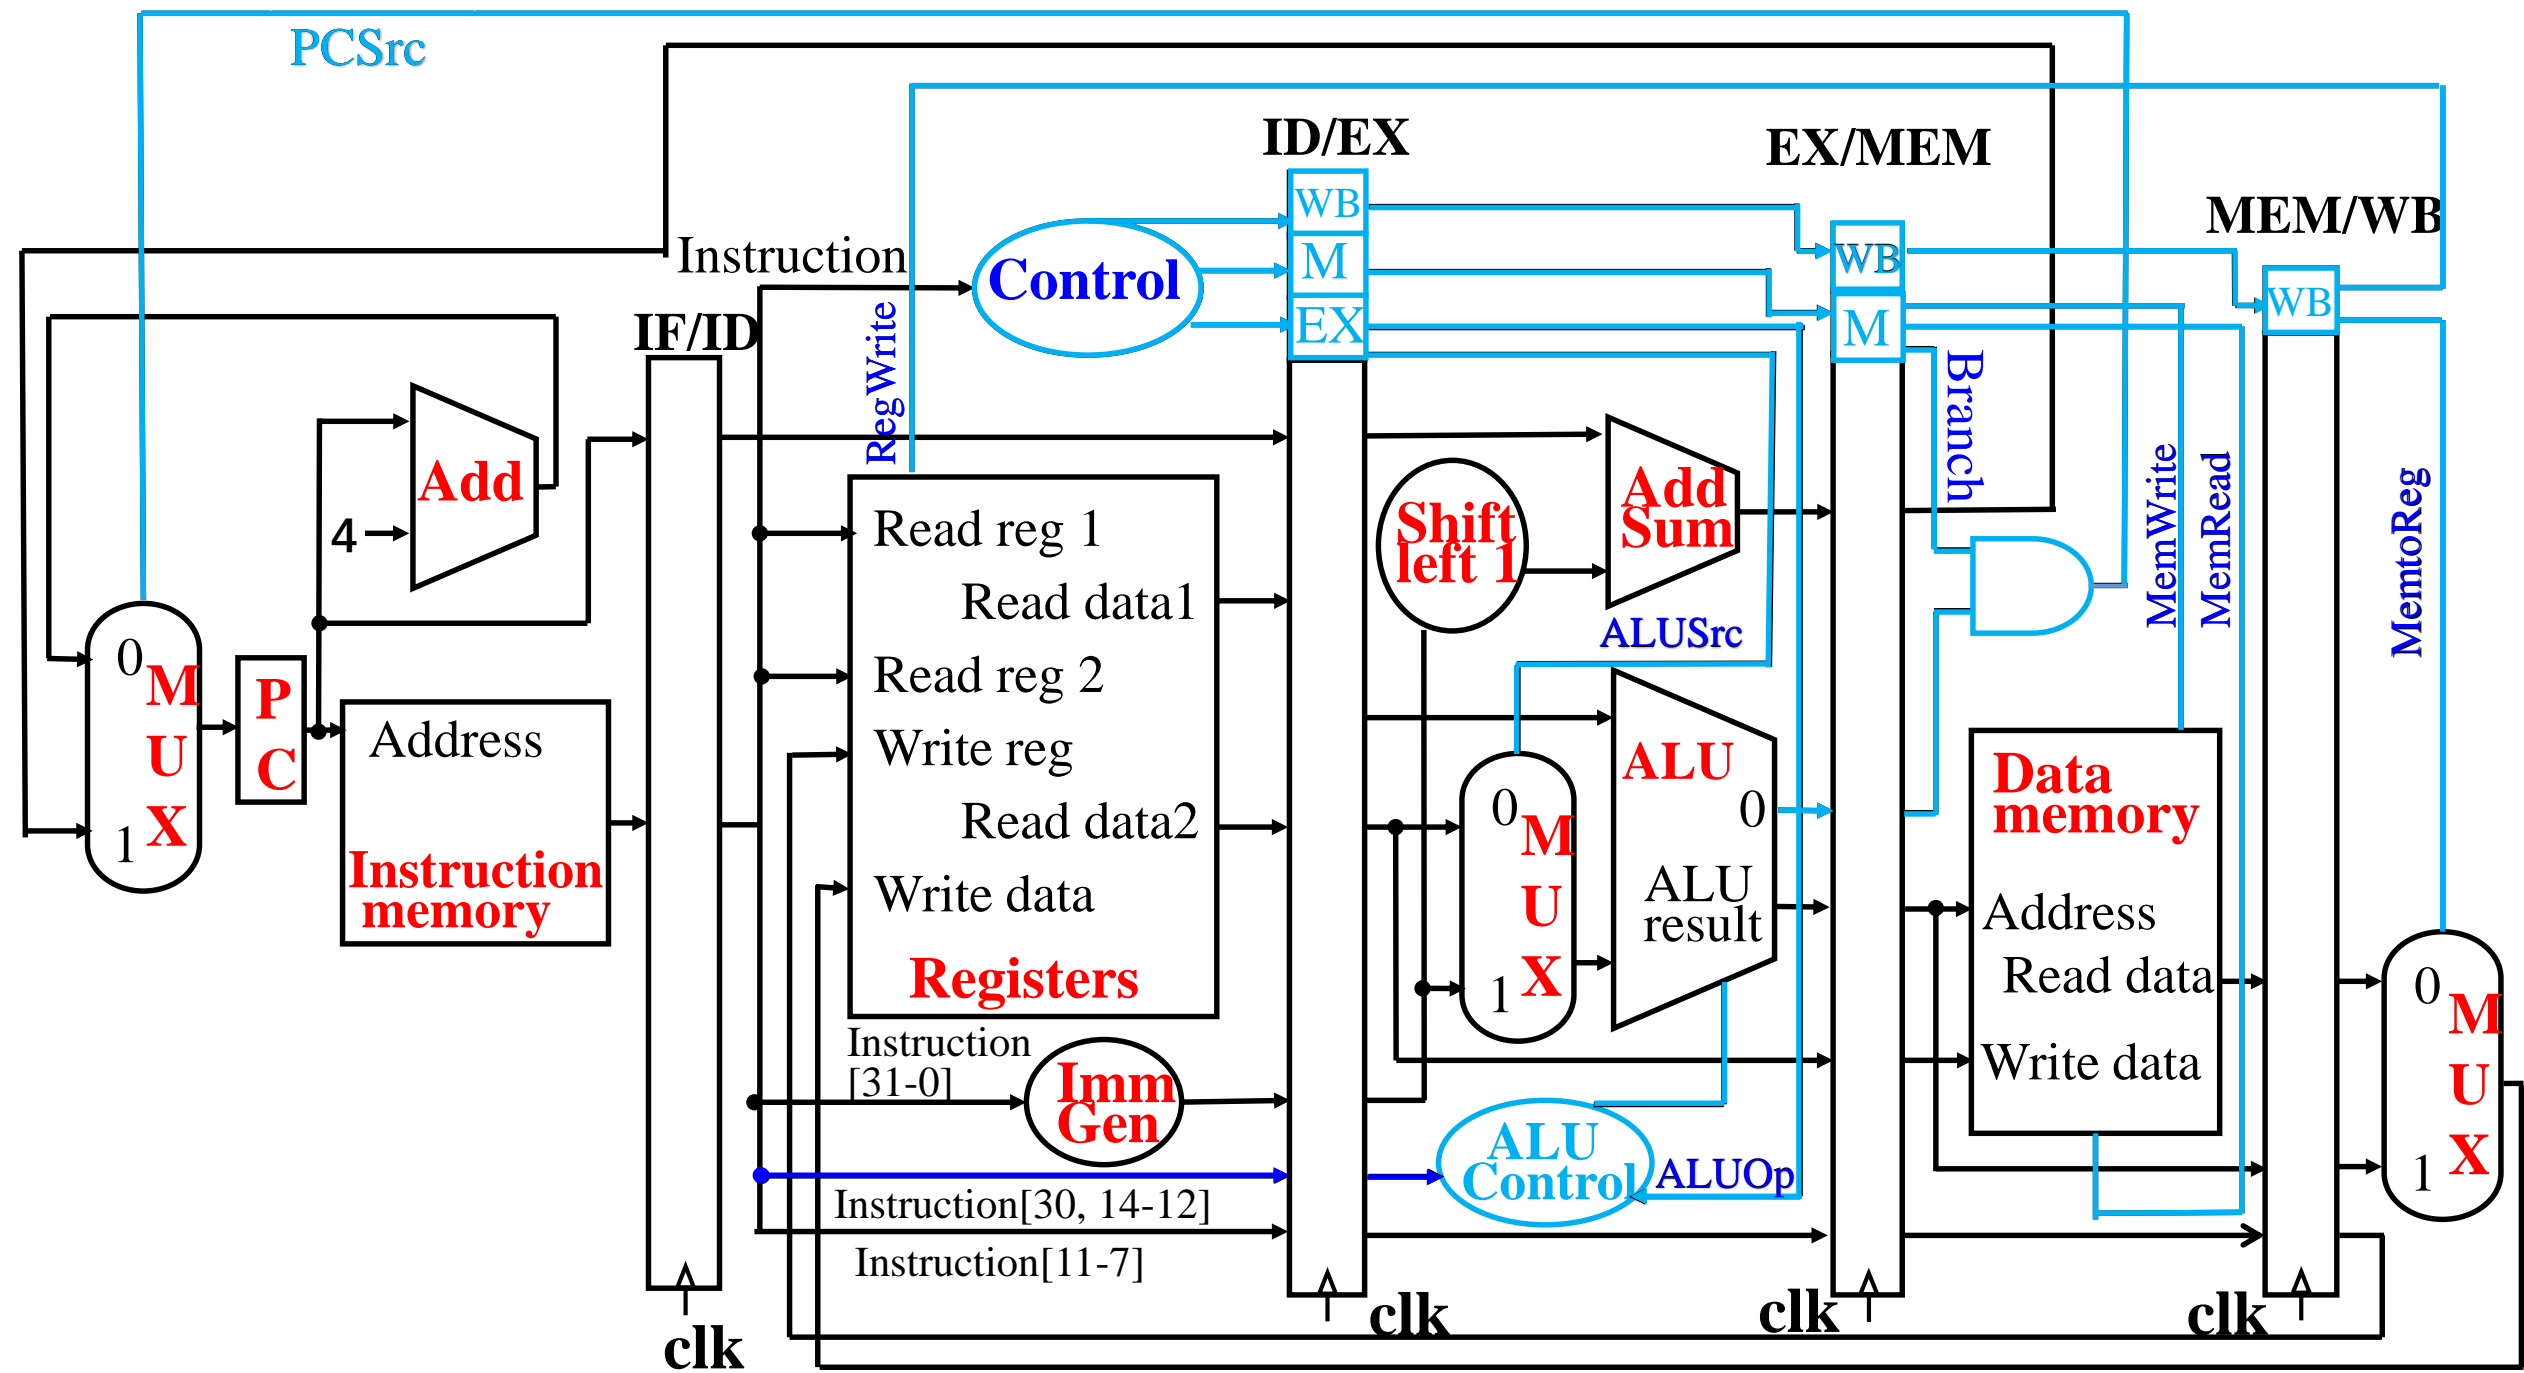 PCSrc
ID/EX
EX/MEM
MEM/WB
WB
M
EX
WB
M
WB
Instruction
Control
IF/ID
RegWrite
Branch
MemWrite
MemRead
MemtoReg
Add
4
0
M
U
X
1
P
C
Address
Instruction
memory
Read reg 1
Read data1
Read reg 2
Write reg
Read data2
Write data
Registers
Instruction
[31-0]
Imm
Gen
Instruction[30, 14-12]
Instruction[11-7]
Shift
left 1
Add
Sum
ALUSrc
0
M
U
X
1
ALU
0
ALU
result
ALU
Control
ALUOp
Data
memory
Address
Read data
Write data
0
M
U
X
1
clk
clk
clk
clk